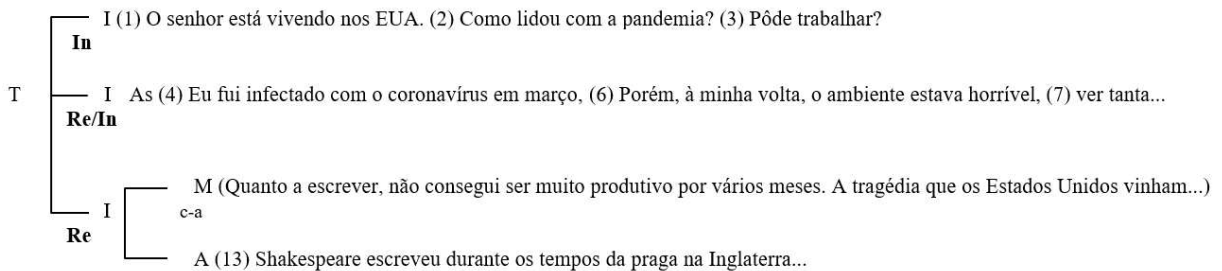 I (1) O senhor está vivendo nos EUA. (2) Como lidou com a pandemia? (3) Pôde trabalhar?
In
T I As (4) Eu fui infectado com o coronavírus em março, (6) Porém, à minha volta, o ambiente estava horrível, (7) ver tanta...
Re/In
M (Quanto a escrever, não consegui ser muito produtivo por vários meses. A tragédia que os Estados Unidos vinham...)
I c-a
Re
A (13) Shakespeare escreveu durante os tempos da praga na Inglaterra...